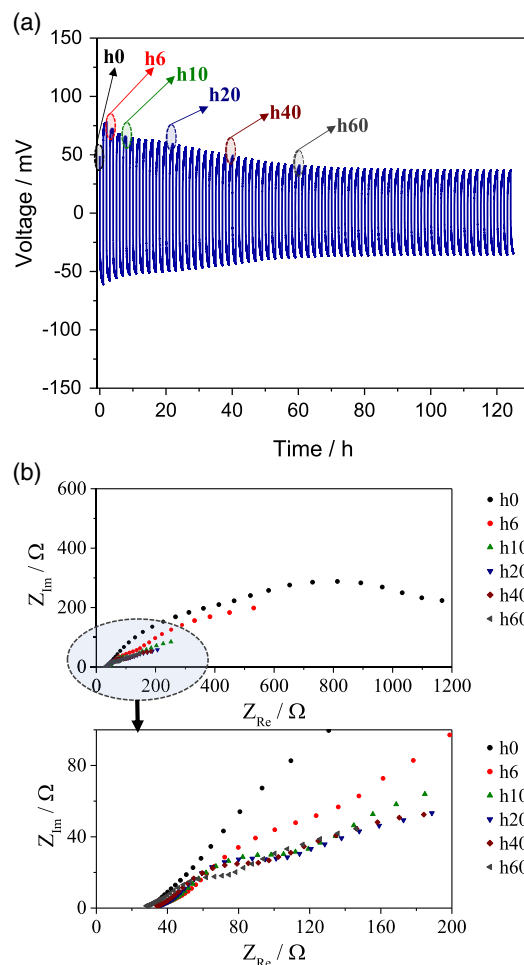 (a)
150
100
50
0
-50
-100
-150
Voltage / mV
h0
h6
h10
h20
h40
h60
0 20 40 60 80 100 120
Time / h
(b)
600
400
200
0
Z_Im / Ω
0 200 400 600 800 1000 1200
Z_Re / Ω
h0
h6
h10
h20
h40
h60
80
40
0
Z_Im / Ω
0 40 80 120 160 200
Z_Re / Ω
h0
h6
h10
h20
h40
h60